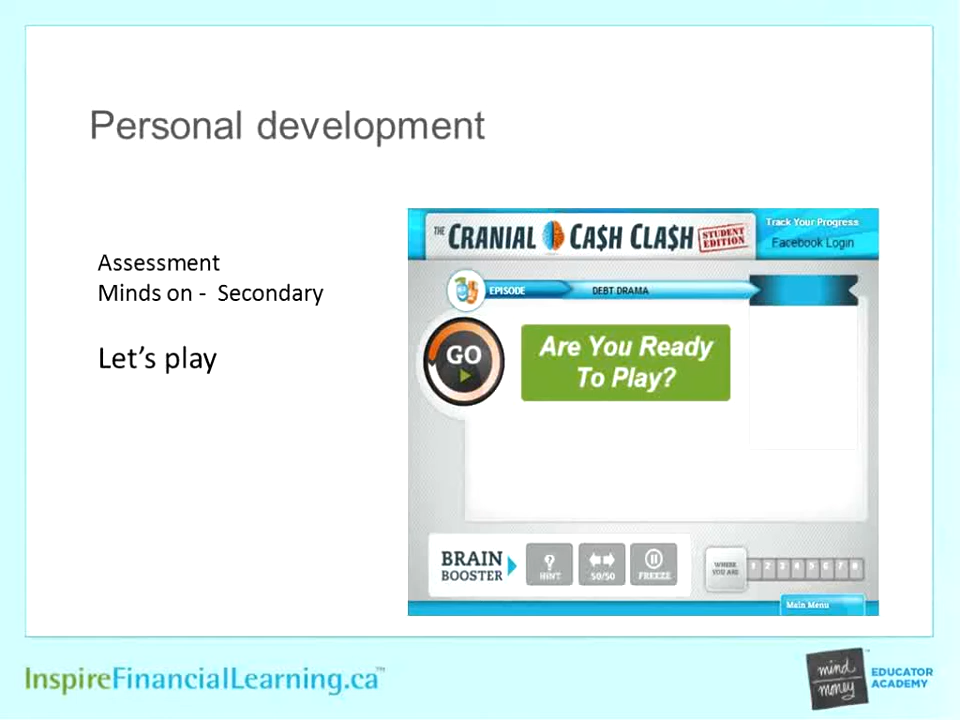 Personal development
Assessment
Minds on - Secondary
Let's play
THE CRANIAL CA$H CLA$H STUDENT EDITION
Track Your Progress
Facebook Login
EPISODE
DEBT DRAMA
GO
Are You Ready
To Play?
BRAIN
BOOSTER
?
HINT
50/50
FREEZE
WHERE
YOU ARE
1 2 3 4 5 6 7 8
Main Menu
InspireFinancialLearning.ca™
mind
money
EDUCATOR
ACADEMY